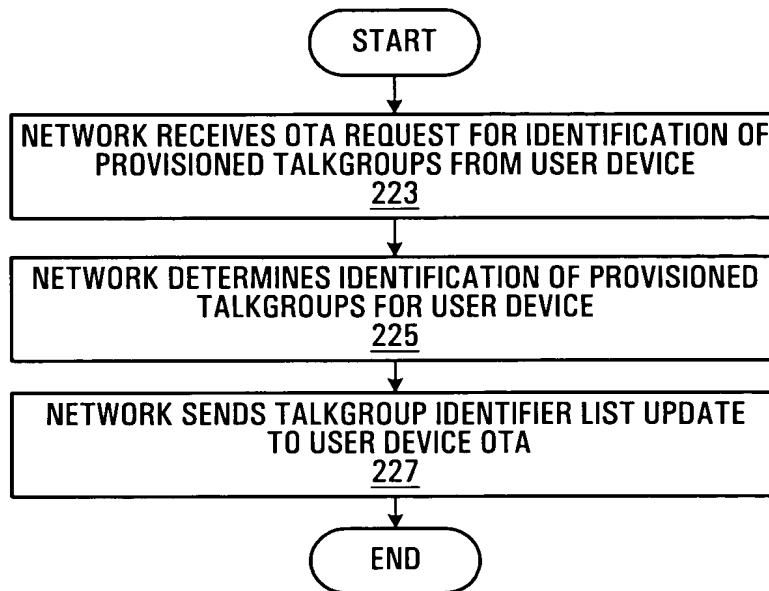 START
NETWORK RECEIVES OTA REQUEST FOR IDENTIFICATION OF
PROVISIONED TALKGROUPS FROM USER DEVICE
223
NETWORK DETERMINES IDENTIFICATION OF PROVISIONED
TALKGROUPS FOR USER DEVICE
225
NETWORK SENDS TALKGROUP IDENTIFIER LIST UPDATE
TO USER DEVICE OTA
227
END